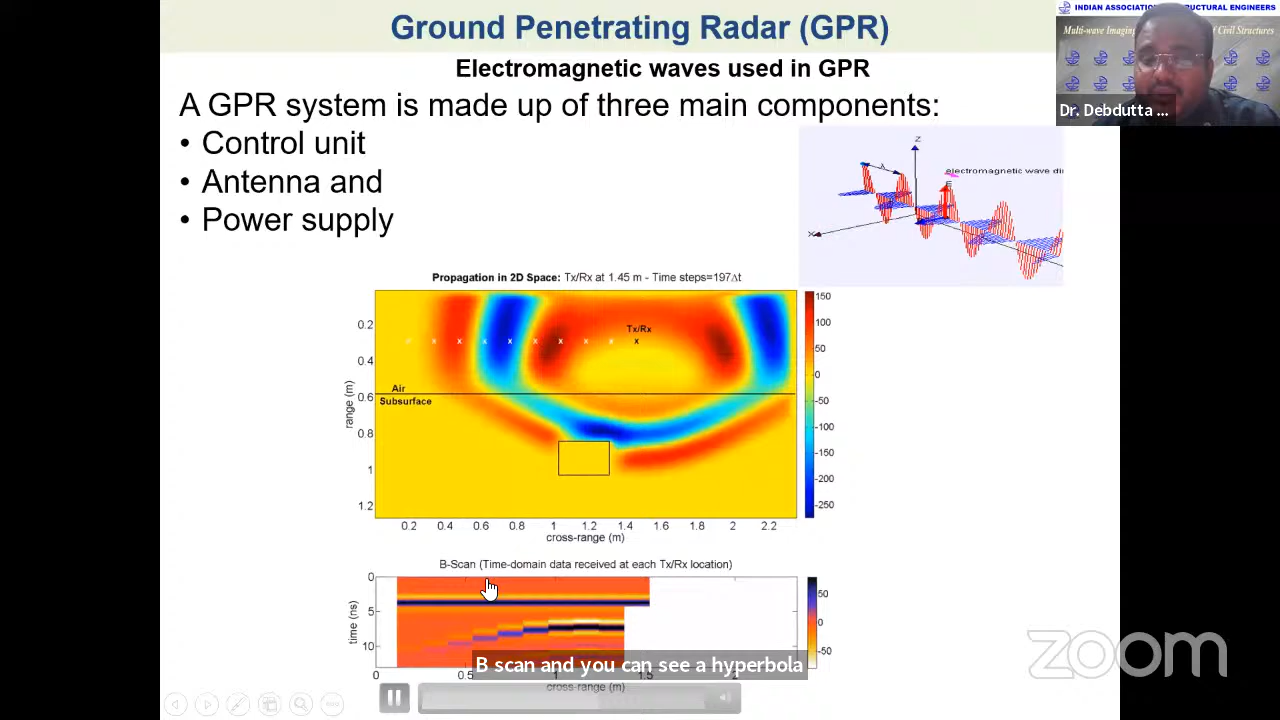 Ground Penetrating Radar (GPR)
Electromagnetic waves used in GPR
A GPR system is made up of three main components:
• Control unit
• Antenna and
• Power supply
INDIAN ASSOCIATION
STRUCTURAL ENGINEERS
Multi-wave Imaging
Civil Structures
Dr. Debdutta ...
Z
λ
electromagnetic wave di
E
X
Propagation in 2D Space: Tx/Rx at 1.45 m - Time steps=197Δt
Tx/Rx
Air
Subsurface
range (m)
0.2
0.4
0.6
0.8
1
1.2
0.2 0.4 0.6 0.8 1 1.2 1.4 1.6 1.8 2 2.2
cross-range (m)
150
100
50
0
-50
-100
-150
-200
-250
B-Scan (Time-domain data received at each Tx/Rx location)
time (ns)
0
5
10
0 0.5 1.5
cross-range (m)
50
0
-50
B scan and you can see a hyperbola
zoom